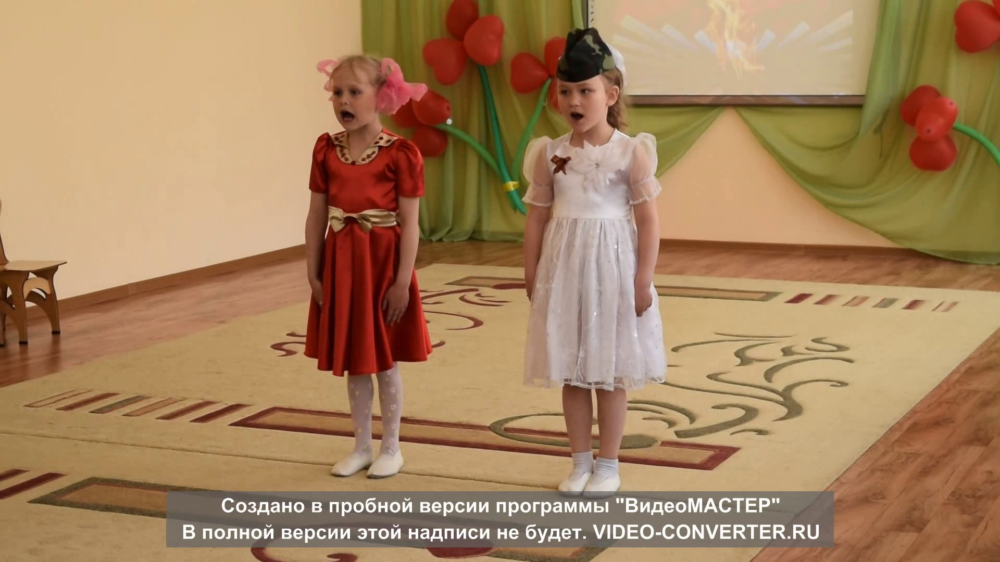 Создано в пробной версии программы "ВидеоМАСТЕР"
В полной версии этой надписи не будет. VIDEO-CONVERTER.RU